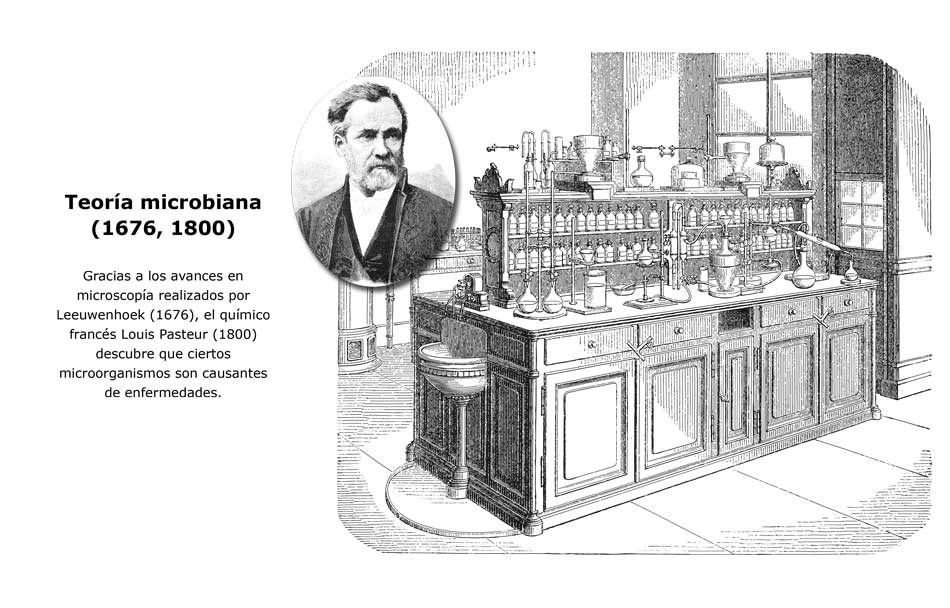 Teoría microbiana
(1676, 1800)
Gracias a los avances en
microscopía realizados por
Leeuwenhoek (1676), el químico
francés Louis Pasteur (1800)
descubre que ciertos
microorganismos son causantes
de enfermedades.